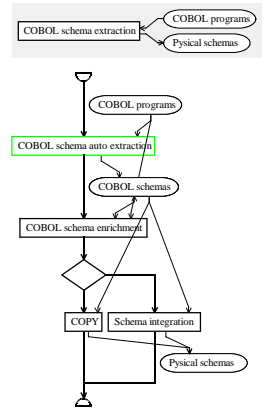 COBOL programs
COBOL schema extraction
Pysical schemas
COBOL programs
COBOL schema auto extraction
COBOL schemas
COBOL schema enrichment
COPY
Schema integration
Pysical schemas